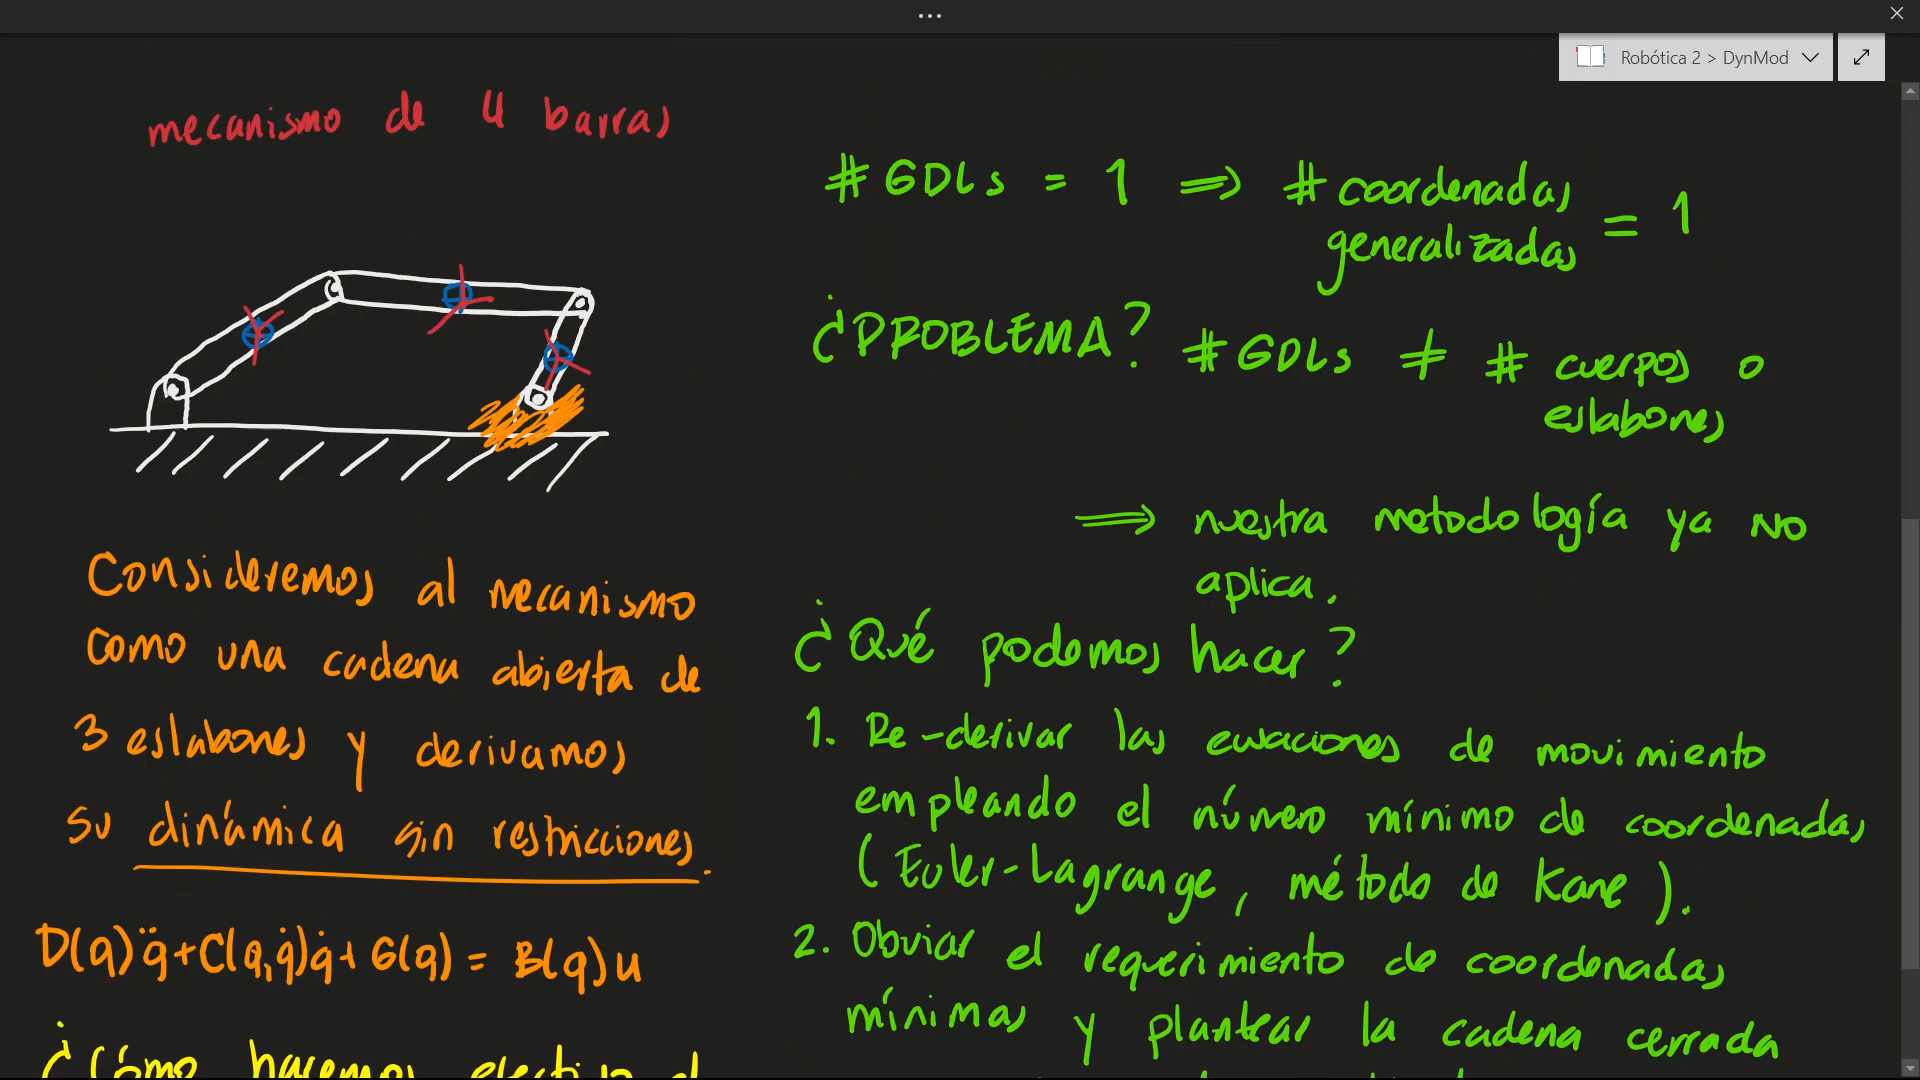 Robótica 2 > DynMod
mecanismo de 4 barras
# GDLs = 1 ⟹ # coordenadas generalizadas = 1
¿PROBLEMA? # GDLs ≠ # cuerpos o
eslabones
⟹ nuestra metodología ya NO
aplica.
¿Qué podemos hacer?
1. Re-derivar las ecuaciones de movimiento
empleando el número mínimo de coordenadas
(Euler-Lagrange, método de Kane).
2. Obviar el requerimiento de coordenadas
mínimas y plantear la cadena cerrada
Consideremos al mecanismo
como una cadena abierta de
3 eslabones y derivamos
su dinámica sin restricciones.
D(q)q̈+C(q,q̇)q̇+G(q) = B(q)u
¿Cómo hacemos